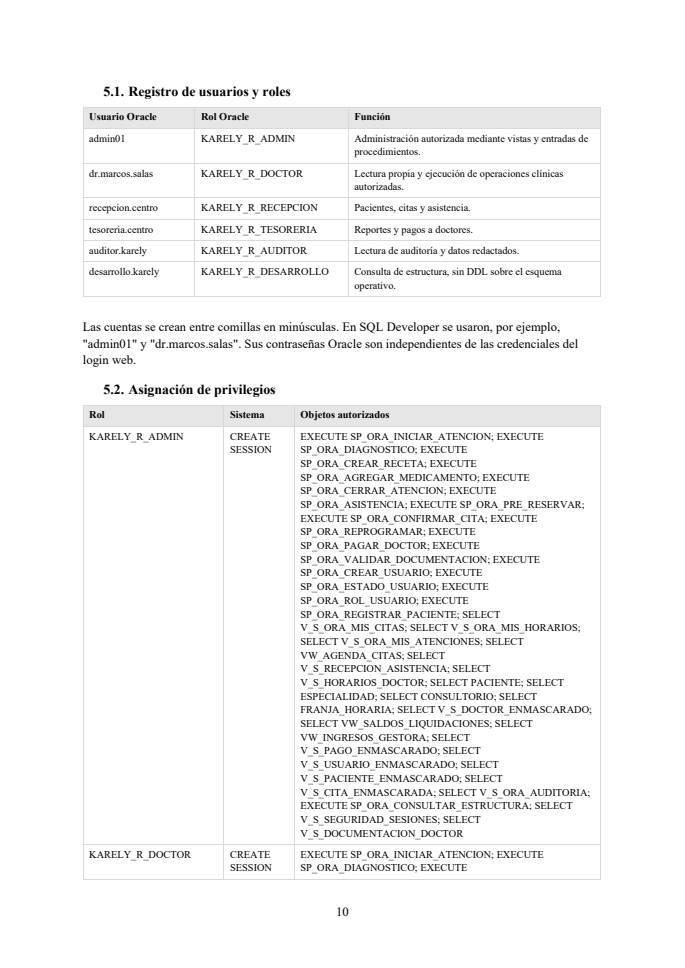 5.1. Registro de usuarios y roles
Usuario Oracle Rol Oracle Función
admin01 KARELY_R_ADMIN Administración autorizada mediante vistas y entradas de
procedimientos.
dr.marcos.salas KARELY_R_DOCTOR Lectura propia y ejecución de operaciones clínicas
autorizadas.
recepcion.centro KARELY_R_RECEPCION Pacientes, citas y asistencia.
tesoreria.centro KARELY_R_TESORERIA Reportes y pagos a doctores.
auditor.karely KARELY_R_AUDITOR Lectura de auditoría y datos redactados.
desarrollo.karely KARELY_R_DESARROLLO Consulta de estructura, sin DDL sobre el esquema
operativo.
Las cuentas se crean entre comillas en minúsculas. En SQL Developer se usaron, por ejemplo,
"admin01" y "dr.marcos.salas". Sus contraseñas Oracle son independientes de las credenciales del
login web.
5.2. Asignación de privilegios
Rol Sistema Objetos autorizados
KARELY_R_ADMIN CREATE EXECUTE SP_ORA_INICIAR_ATENCION; EXECUTE
SESSION SP_ORA_DIAGNOSTICO; EXECUTE
SP_ORA_CREAR_RECETA; EXECUTE
SP_ORA_AGREGAR_MEDICAMENTO; EXECUTE
SP_ORA_CERRAR_ATENCION; EXECUTE
SP_ORA_ASISTENCIA; EXECUTE SP_ORA_PRE_RESERVAR;
EXECUTE SP_ORA_CONFIRMAR_CITA; EXECUTE
SP_ORA_REPROGRAMAR; EXECUTE
SP_ORA_PAGAR_DOCTOR; EXECUTE
SP_ORA_VALIDAR_DOCUMENTACION; EXECUTE
SP_ORA_CREAR_USUARIO; EXECUTE
SP_ORA_ESTADO_USUARIO; EXECUTE
SP_ORA_ROL_USUARIO; EXECUTE
SP_ORA_REGISTRAR_PACIENTE; SELECT
V_S_ORA_MIS_CITAS; SELECT V_S_ORA_MIS_HORARIOS;
SELECT V_S_ORA_MIS_ATENCIONES; SELECT
VW_AGENDA_CITAS; SELECT
V_S_RECEPCION_ASISTENCIA; SELECT
V_S_HORARIOS_DOCTOR; SELECT PACIENTE; SELECT
ESPECIALIDAD; SELECT CONSULTORIO; SELECT
FRANJA_HORARIA; SELECT V_S_DOCTOR_ENMASCARADO;
SELECT VW_SALDOS_LIQUIDACIONES; SELECT
VW_INGRESOS_GESTORA; SELECT
V_S_PAGO_ENMASCARADO; SELECT
V_S_USUARIO_ENMASCARADO; SELECT
V_S_PACIENTE_ENMASCARADO; SELECT
V_S_CITA_ENMASCARADA; SELECT V_S_ORA_AUDITORIA;
EXECUTE SP_ORA_CONSULTAR_ESTRUCTURA; SELECT
V_S_SEGURIDAD_SESIONES; SELECT
V_S_DOCUMENTACION_DOCTOR
KARELY_R_DOCTOR CREATE EXECUTE SP_ORA_INICIAR_ATENCION; EXECUTE
SESSION SP_ORA_DIAGNOSTICO; EXECUTE
10